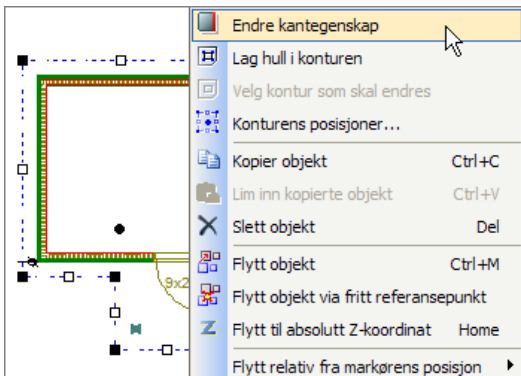 Endre kantegenskap
Lag hull i konturen
Velg kontur som skal endres
Konturens posisjoner...
Kopier objekt Ctrl+C
Lim inn kopierte objekt Ctrl+V
Slett objekt Del
Flytt objekt Ctrl+M
9x2
Flytt objekt via fritt referansepunkt
Flytt til absolutt Z-koordinat Home
Flytt relativ fra markørens posisjon